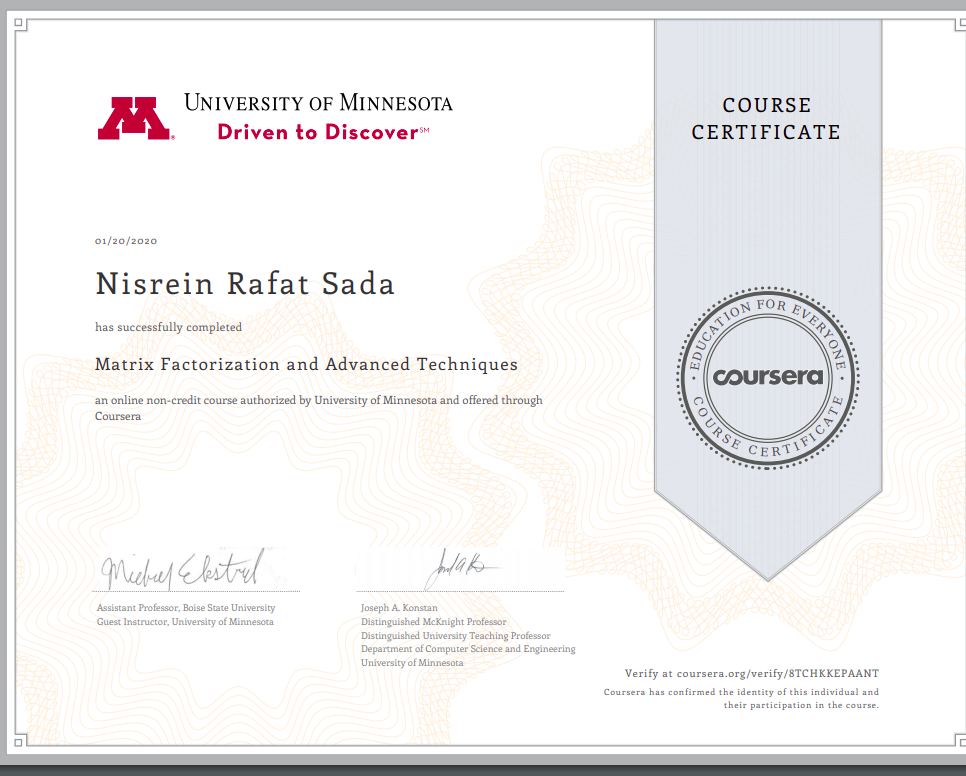 UNIVERSITY OF MINNESOTA
Driven to Discover℠
COURSE
CERTIFICATE
01/20/2020
Nisrein Rafat Sada
has successfully completed
Matrix Factorization and Advanced Techniques
an online non-credit course authorized by University of Minnesota and offered through
Coursera
EDUCATION FOR EVERYONE
coursera
COURSE CERTIFICATE
Michael Ekstrand
Assistant Professor, Boise State University
Guest Instructor, University of Minnesota
Joseph A. Konstan
Distinguished McKnight Professor
Distinguished University Teaching Professor
Department of Computer Science and Engineering
University of Minnesota
Verify at coursera.org/verify/8TCHKKEPAANT
Coursera has confirmed the identity of this individual and
their participation in the course.